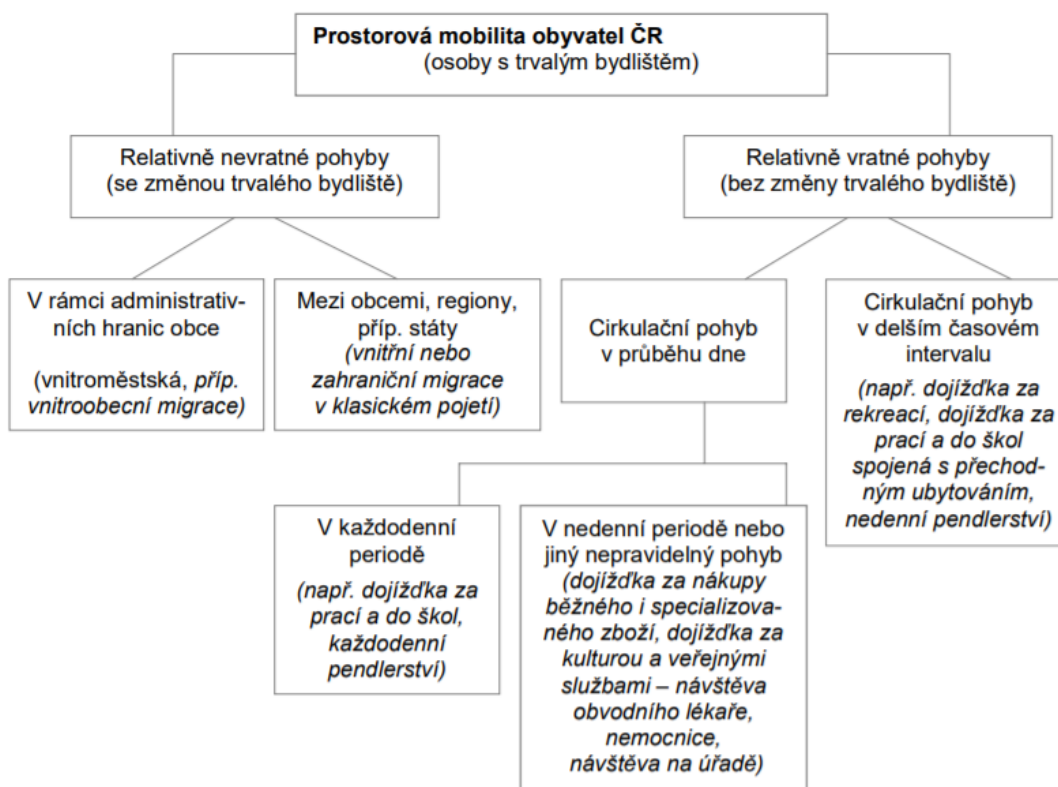 Prostorová mobilita obyvatel ČR
(osoby s trvalým bydlištěm)
Relativně nevratné pohyby
(se změnou trvalého bydliště)
Relativně vratné pohyby
(bez změny trvalého bydliště)
V rámci administrativ-
ních hranic obce
(vnitroměstská, příp.
vnitroobecní migrace)
Mezi obcemi, regiony,
příp. státy
(vnitřní nebo
zahraniční migrace
v klasickém pojetí)
Cirkulační pohyb
v průběhu dne
Cirkulační pohyb
v delším časovém
intervalu
(např. dojížďka za
rekreací, dojížďka za
prací a do škol
spojená s přechod-
ným ubytováním,
nedenní pendlerství)
V každodenní
periodě
(např. dojížďka za
prací a do škol,
každodenní
pendlerství)
V nedenní periodě nebo
jiný nepravidelný pohyb
(dojížďka za nákupy
běžného i specializova-
ného zboží, dojížďka za
kulturou a veřejnými
službami – návštěva
obvodního lékaře,
nemocnice,
návštěva na úřadě)